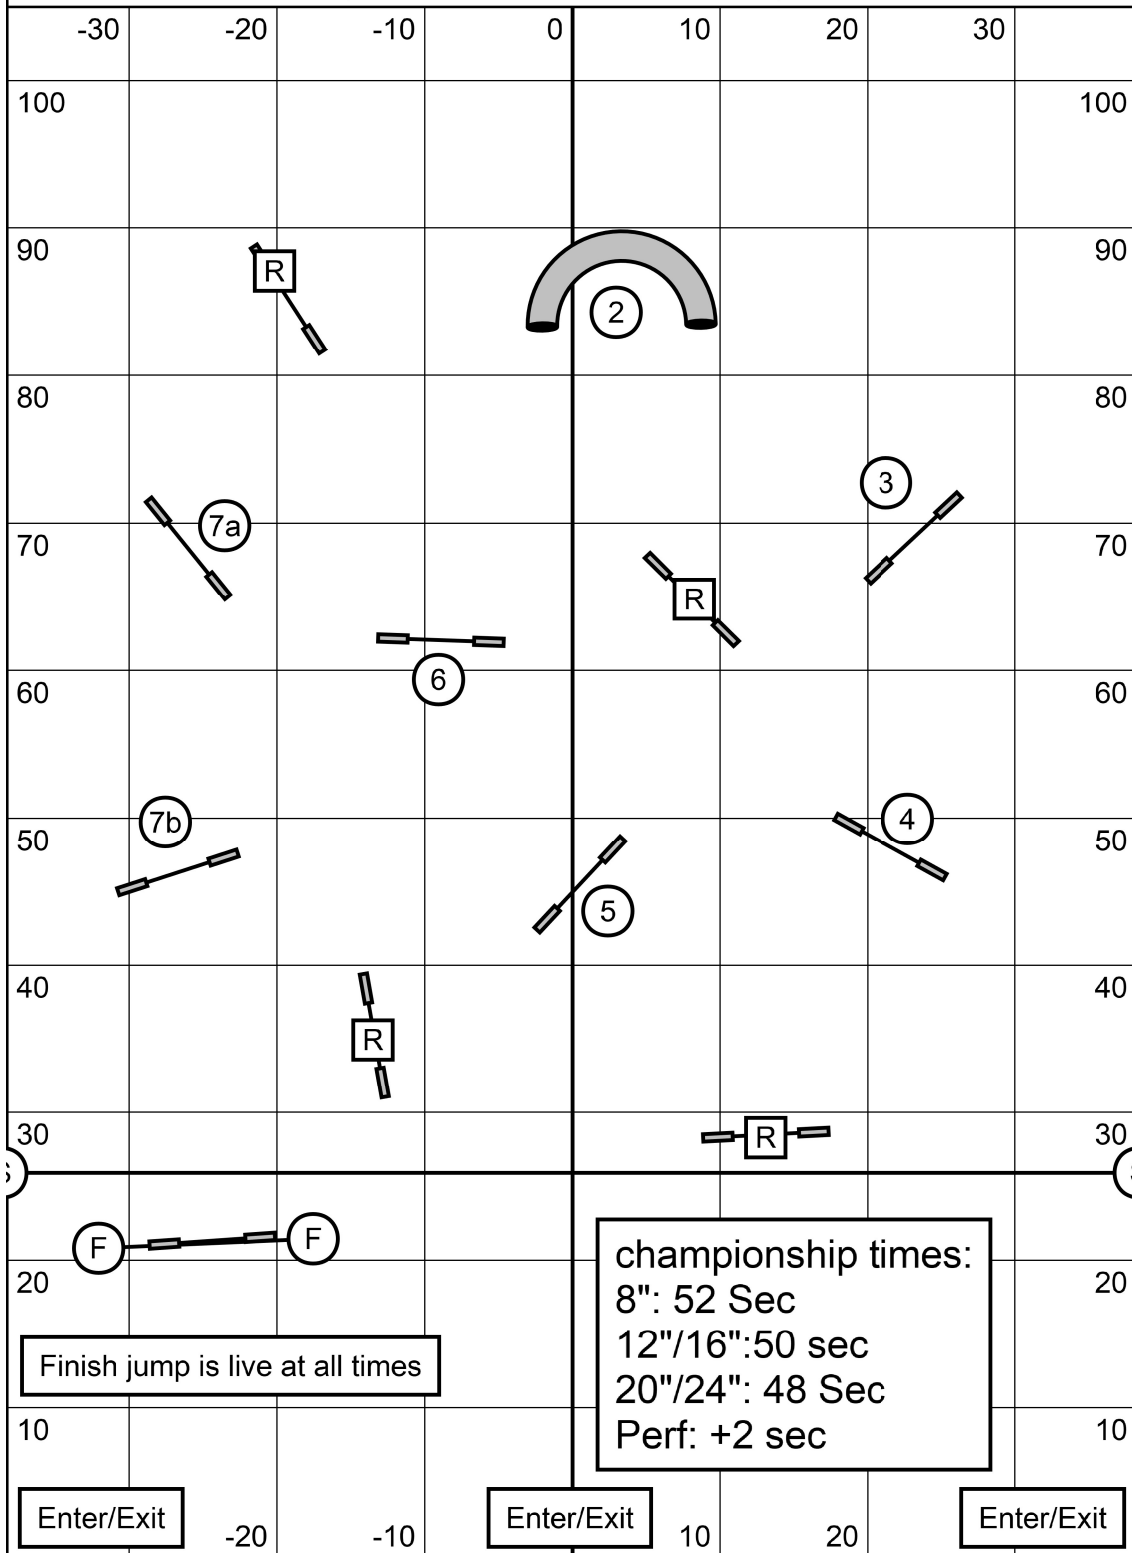 -30 -20 -10 0 10 20 30
100 100
90 90
R
2
80 80
3
7a
70 70
R
6
60 60
7b
4
50 50
5
40 40
R
30 30
R
F F
20 20
championship times:
8": 52 Sec
12"/16":50 sec
20"/24": 48 Sec
Perf: +2 sec
Finish jump is live at all times
10 10
Enter/Exit Enter/Exit Enter/Exit
-20 -10 10 20